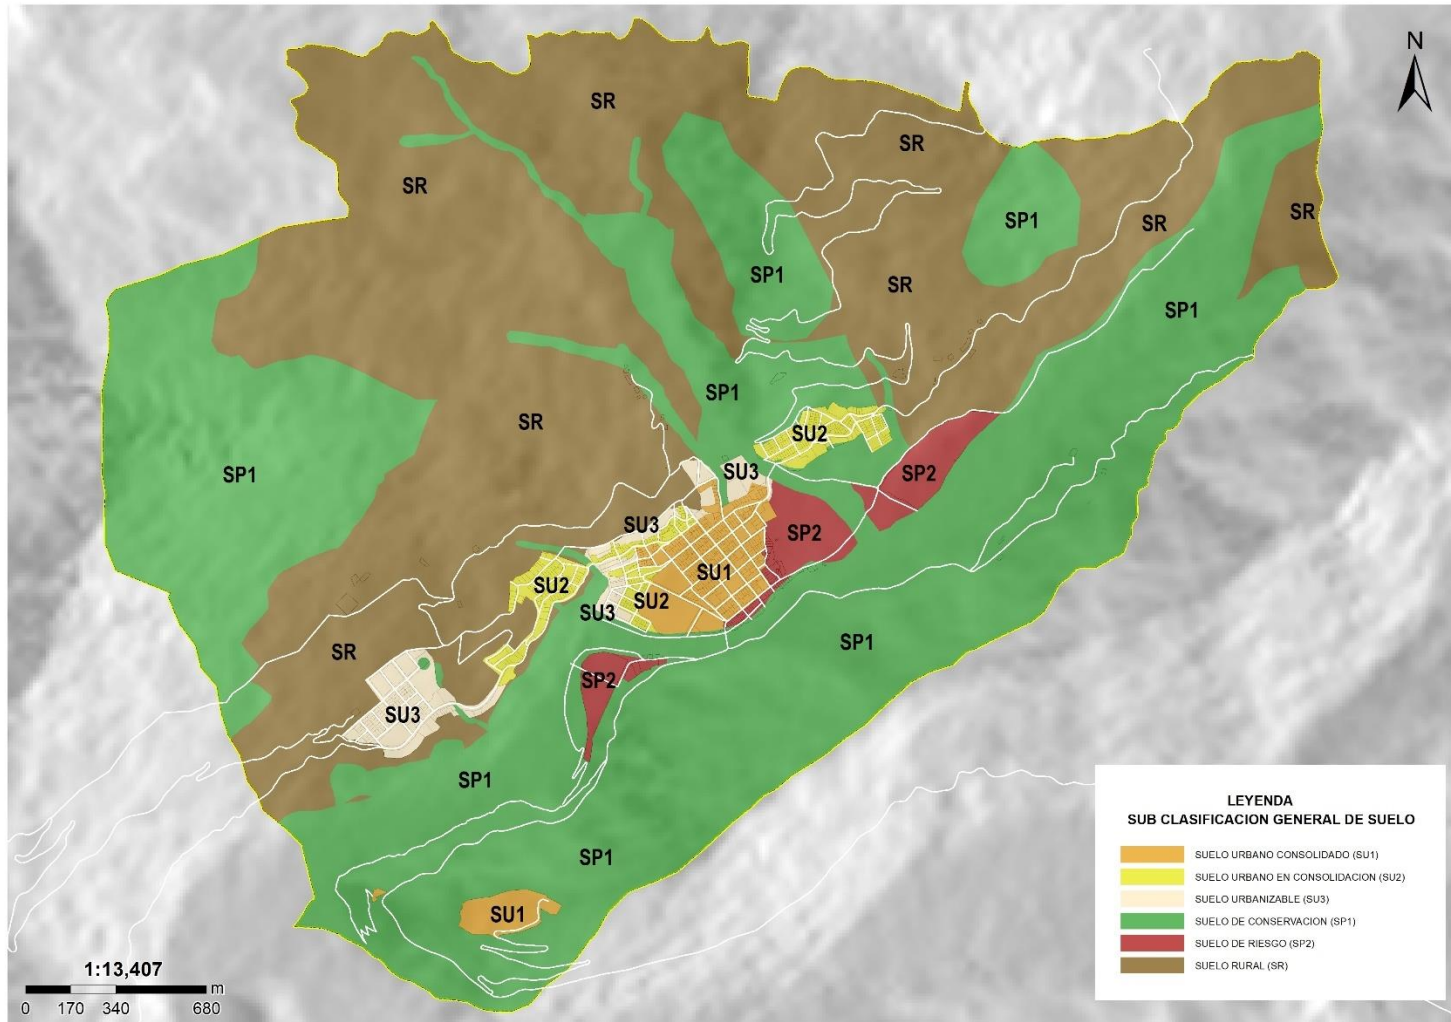 N
SR
SR
SR
SR
SP1
SR
SR
SP1
SR
SP1
SP1
SR
SU2
SP1
SU3
SP2
SU3
SP2
SU1
SU2
SU2
SU3
SP1
SR
SP2
SU3
SP1
SP1
SU1
1:13,407
m
0 170 340 680
LEYENDA
SUB CLASIFICACION GENERAL DE SUELO
SUELO URBANO CONSOLIDADO (SU1)
SUELO URBANO EN CONSOLIDACION (SU2)
SUELO URBANIZABLE (SU3)
SUELO DE CONSERVACION (SP1)
SUELO DE RIESGO (SP2)
SUELO RURAL (SR)